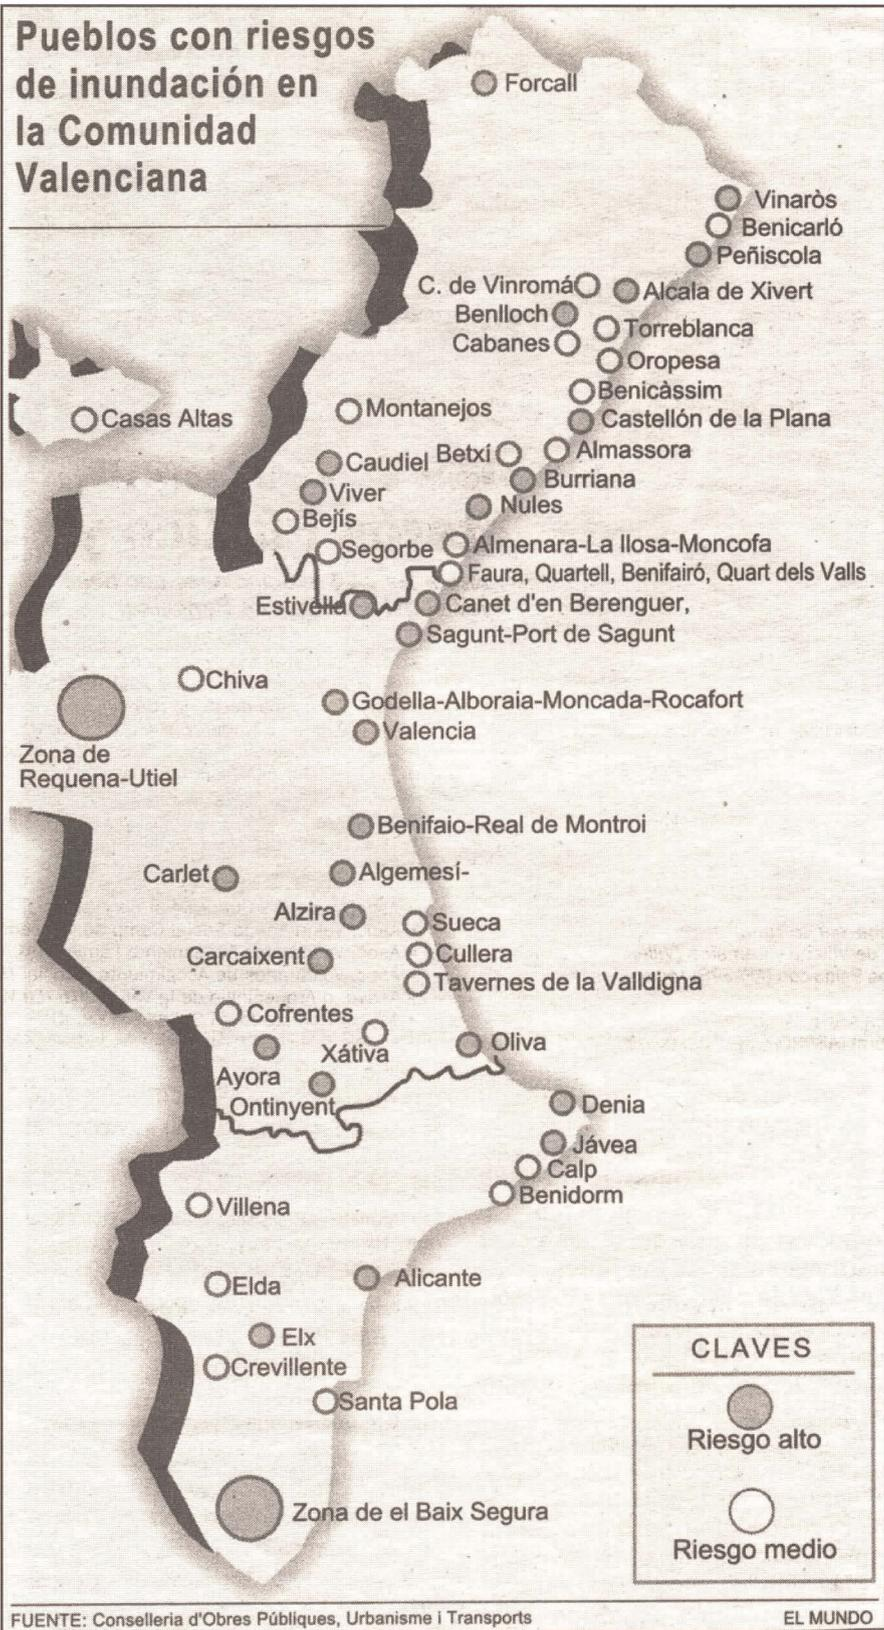 Pueblos con riesgos
de inundación en
la Comunidad
Valenciana
Forcall
Vinaròs
Benicarló
Peñiscola
C. de Vinromá
Alcala de Xivert
Benlloch
Torreblanca
Cabanes
Oropesa
Benicàssim
Montanejos
Casas Altas
Castellón de la Plana
Caudiel
Betxí
Almassora
Viver
Burriana
Nules
Bejís
Segorbe
Almenara-La llosa-Moncofa
Faura, Quartell, Benifairó, Quart dels Valls
Estivella
Canet d'en Berenguer,
Sagunt-Port de Sagunt
Chiva
Godella-Alboraia-Moncada-Rocafort
Valencia
Zona de
Requena-Utiel
Benifaio-Real de Montroi
Carlet
Algemesí-
Alzira
Sueca
Carcaixent
Cullera
Tavernes de la Valldigna
Cofrentes
Xátiva
Oliva
Ayora
Ontinyent
Denia
Jávea
Calp
Benidorm
Villena
Elda
Alicante
Elx
Crevillente
Santa Pola
Zona de el Baix Segura
CLAVES
Riesgo alto
Riesgo medio
FUENTE: Conselleria d'Obres Públiques, Urbanisme i Transports
EL MUNDO